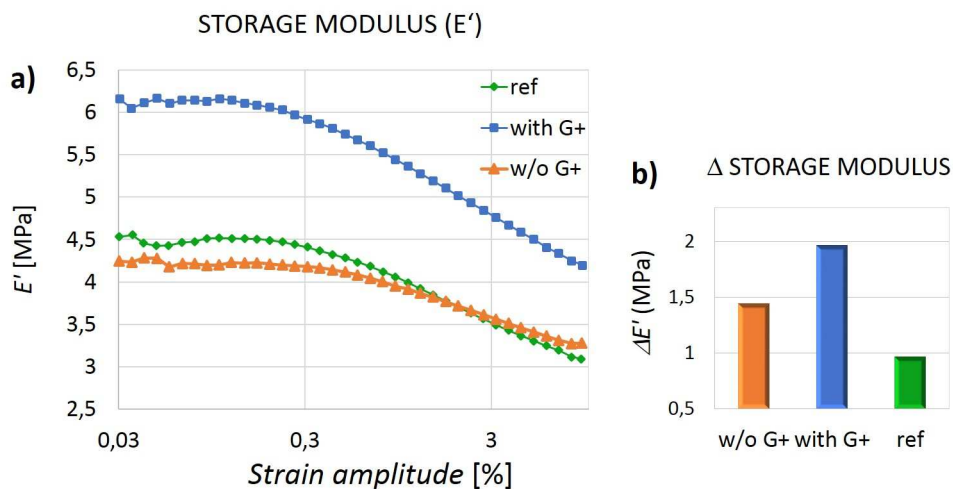 STORAGE MODULUS (E‘)
a)
6,5
6
5,5
5
4,5
4
3,5
3
2,5
E' [MPa]
ref
with G+
w/o G+
0,03 0,3 3
Strain amplitude [%]
b) Δ STORAGE MODULUS
2
1,5
1
0,5
ΔE' (MPa)
w/o G+ with G+ ref